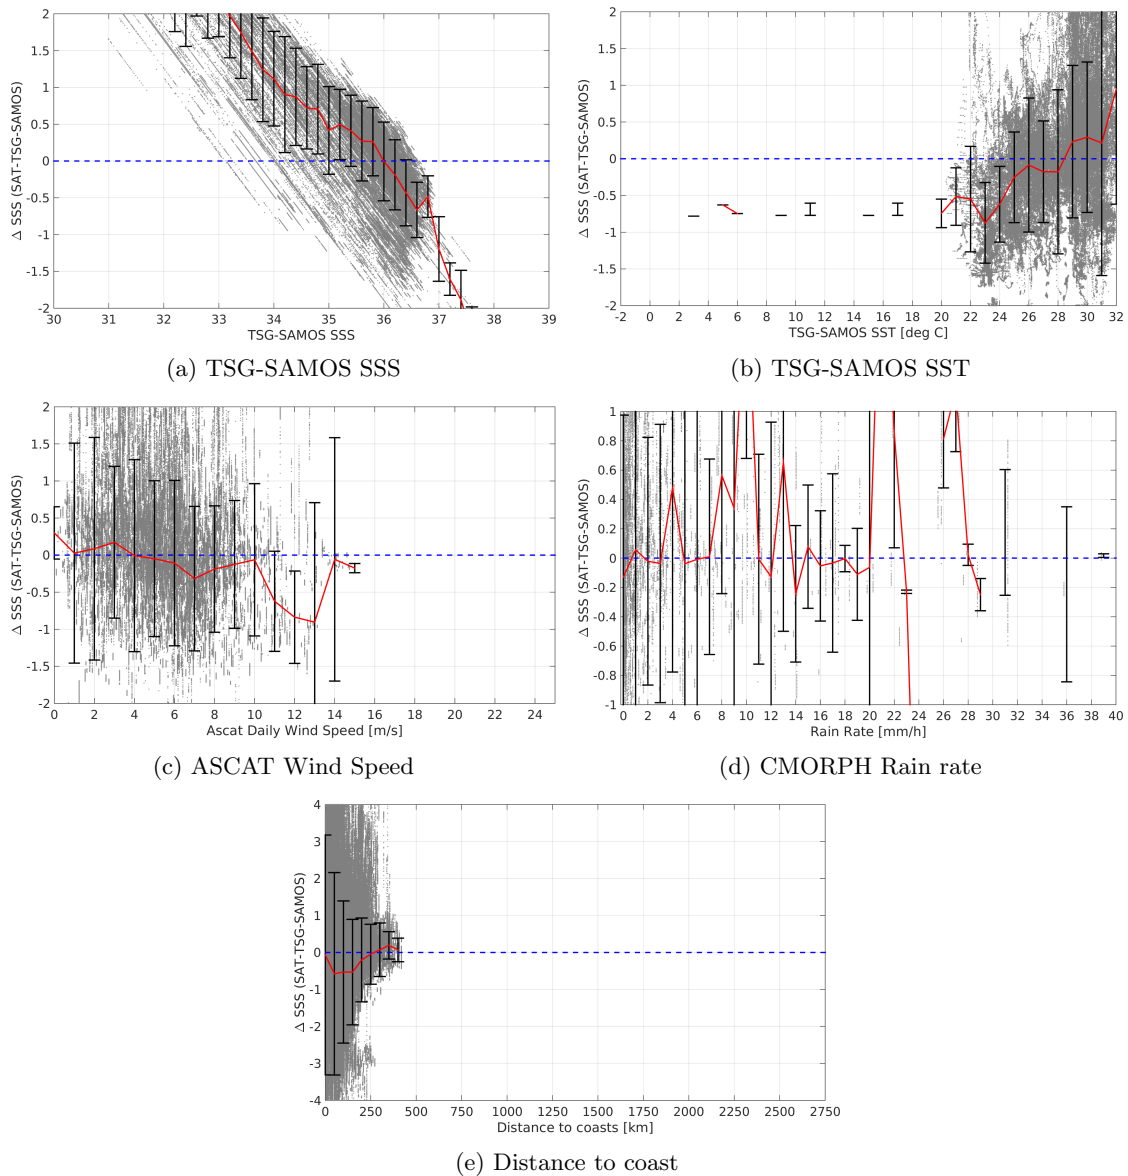 2
1.5
1
0.5
0
-0.5
-1
-1.5
-2
Δ SSS (SAT-TSG-SAMOS)
30 31 32 33 34 35 36 37 38 39
TSG-SAMOS SSS
(a) TSG-SAMOS SSS
2
1.5
1
0.5
0
-0.5
-1
-1.5
-2
Δ SSS (SAT-TSG-SAMOS)
-2 0 2 4 6 8 10 12 14 16 18 20 22 24 26 28 30 32
TSG-SAMOS SST [deg C]
(b) TSG-SAMOS SST
2
1.5
1
0.5
0
-0.5
-1
-1.5
-2
Δ SSS (SAT-TSG-SAMOS)
0 2 4 6 8 10 12 14 16 18 20 22 24
Ascat Daily Wind Speed [m/s]
(c) ASCAT Wind Speed
1
0.8
0.6
0.4
0.2
0
-0.2
-0.4
-0.6
-0.8
-1
Δ SSS (SAT-TSG-SAMOS)
0 2 4 6 8 10 12 14 16 18 20 22 24 26 28 30 32 34 36 38 40
Rain Rate [mm/h]
(d) CMORPH Rain rate
4
3
2
1
0
-1
-2
-3
-4
Δ SSS (SAT-TSG-SAMOS)
0 250 500 750 1000 1250 1500 1750 2000 2250 2500 2750
Distance to coasts [km]
(e) Distance to coast